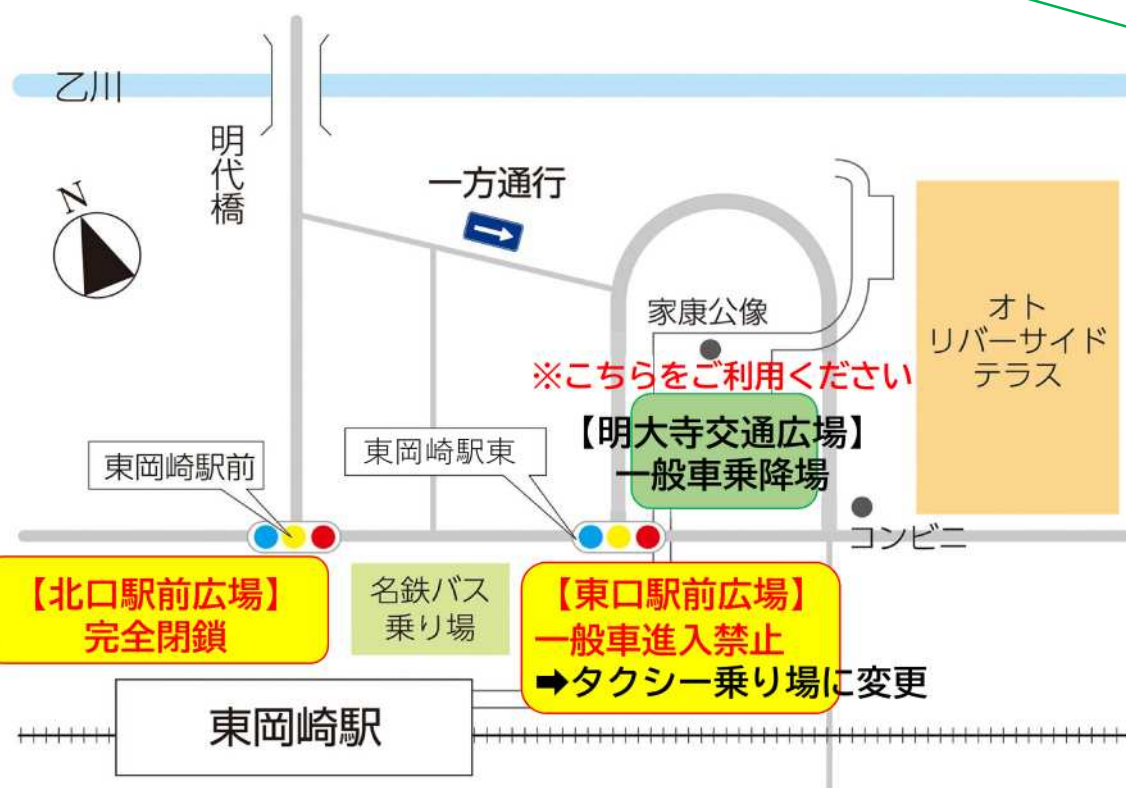 乙川
明代橋
N
一方通行
家康公像
オト
リバーサイド
テラス
※こちらをご利用ください
【明大寺交通広場】
一般車乗降場
東岡崎駅前
東岡崎駅東
コンビニ
【北口駅前広場】
完全閉鎖
名鉄バス
乗り場
【東口駅前広場】
一般車進入禁止
➡タクシー乗り場に変更
東岡崎駅